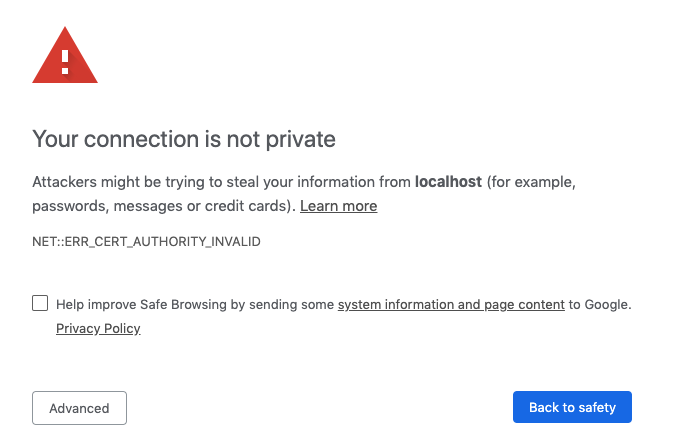 Your connection is not private
Attackers might be trying to steal your information from localhost (for example,
passwords, messages or credit cards). Learn more
NET::ERR_CERT_AUTHORITY_INVALID
Help improve Safe Browsing by sending some system information and page content to Google.
Privacy Policy
Advanced
Back to safety